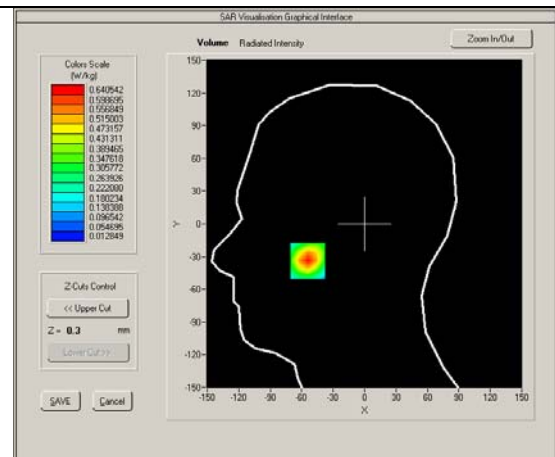 SAR Visualisation Graphical Interface
Volume Radiated Intensity
Zoom In/Out
Colors Scale
(W/kg)
0.640542
0.598695
0.556849
0.515003
0.473157
0.431311
0.389465
0.347618
0.305772
0.263926
0.222080
0.180234
0.138388
0.096542
0.054695
0.012849
Z-Cuts Control
<< Upper Cut
Z = 0.3 mm
Lower Cut >>
SAVE Cancel
150-
120-
90-
60-
30-
0-
-30-
-60-
-90-
-120-
-150-
Y
-150 -120 -90 -60 -30 0 30 60 90 120 150
X